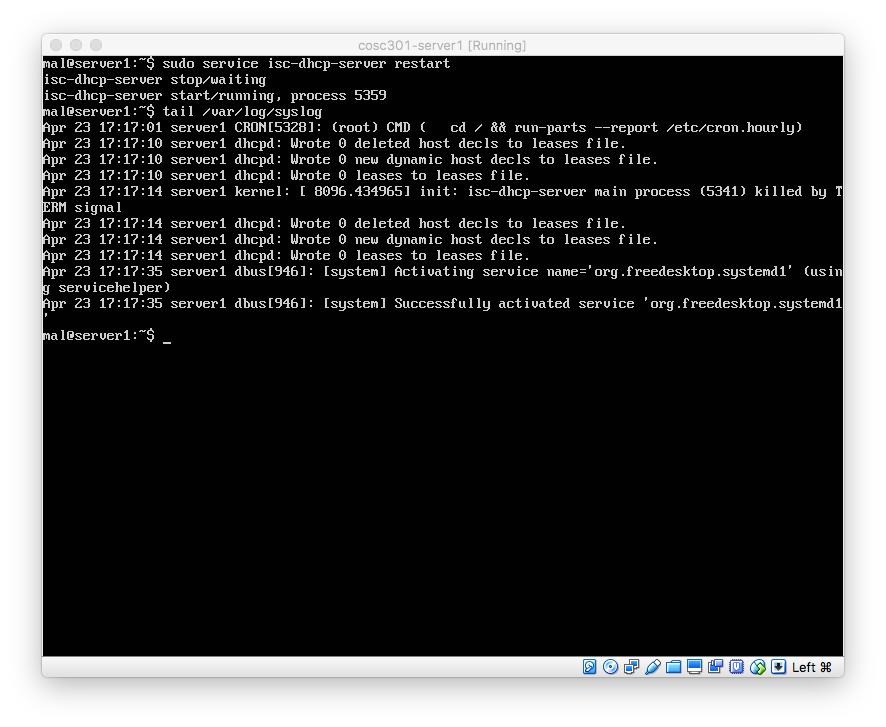 cosc301-server1 [Running]
mal@server1:~$ sudo service isc-dhcp-server restart
isc-dhcp-server stop/waiting
isc-dhcp-server start/running, process 5359
mal@server1:~$ tail /var/log/syslog
Apr 23 17:17:01 server1 CRON[5328]: (root) CMD (   cd / && run-parts --report /etc/cron.hourly)
Apr 23 17:17:10 server1 dhcpd: Wrote 0 deleted host decls to leases file.
Apr 23 17:17:10 server1 dhcpd: Wrote 0 new dynamic host decls to leases file.
Apr 23 17:17:10 server1 dhcpd: Wrote 0 leases to leases file.
Apr 23 17:17:14 server1 kernel: [ 8096.434965] init: isc-dhcp-server main process (5341) killed by T
ERM signal
Apr 23 17:17:14 server1 dhcpd: Wrote 0 deleted host decls to leases file.
Apr 23 17:17:14 server1 dhcpd: Wrote 0 new dynamic host decls to leases file.
Apr 23 17:17:14 server1 dhcpd: Wrote 0 leases to leases file.
Apr 23 17:17:35 server1 dbus[946]: [system] Activating service name='org.freedesktop.systemd1' (usin
g servicehelper)
Apr 23 17:17:35 server1 dbus[946]: [system] Successfully activated service 'org.freedesktop.systemd1
'
mal@server1:~$ _
Left ⌘